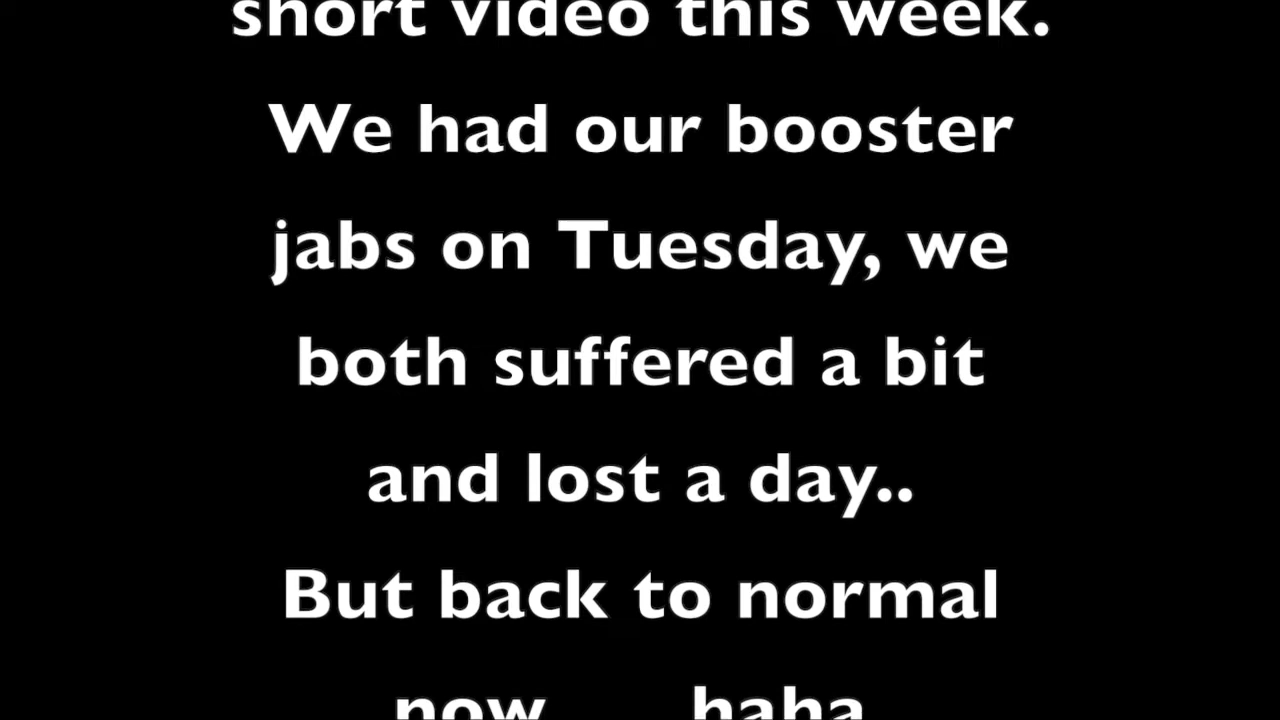 short video this week.
We had our booster
jabs on Tuesday, we
both suffered a bit
and lost a day..
But back to normal
now haha